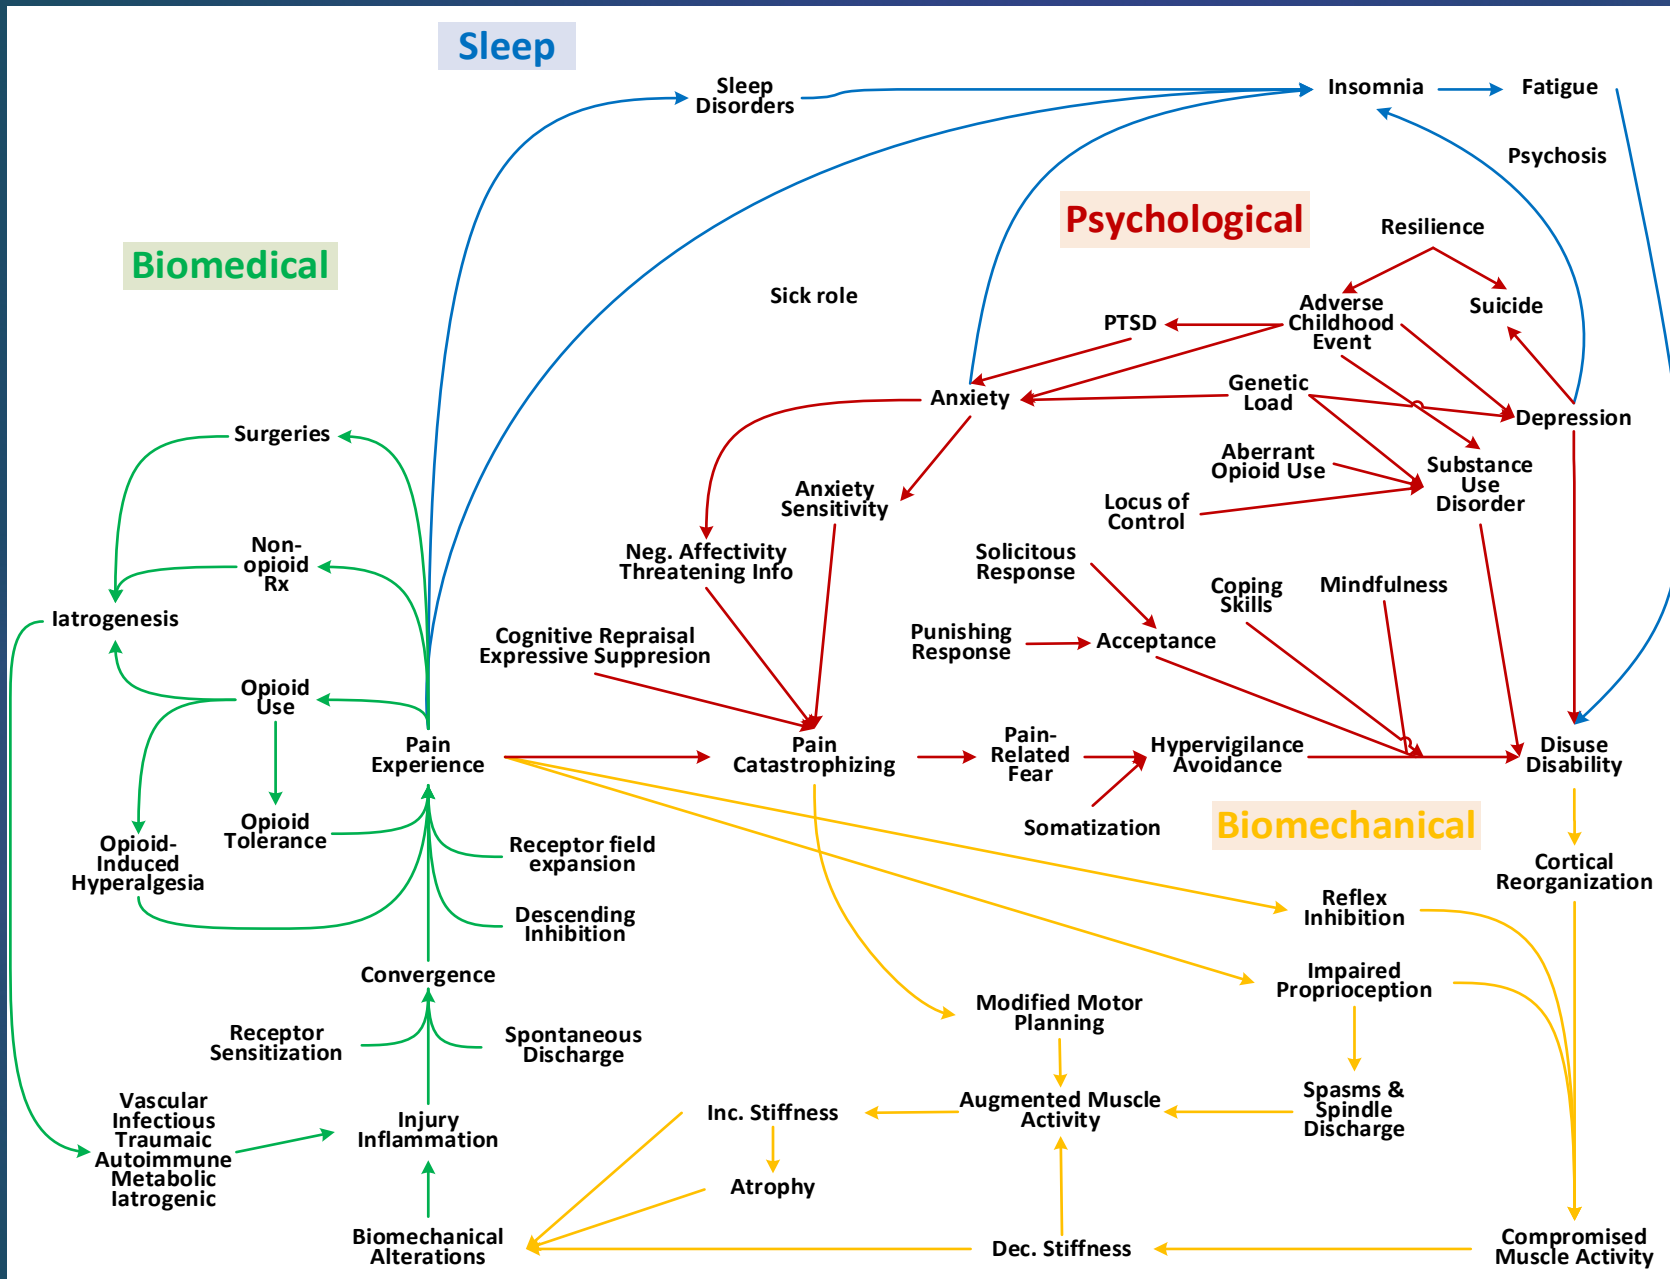 Sleep
Sleep
Disorders
Insomnia
Fatigue
Psychosis
Psychological
Resilience
Biomedical
Sick role
PTSD
Adverse
Childhood
Event
Suicide
Anxiety
Genetic
Load
Depression
Surgeries
Aberrant
Opioid Use
Substance
Use
Disorder
Anxiety
Sensitivity
Locus of
Control
Non-
opioid
Rx
Neg. Affectivity
Threatening Info
Solicitous
Response
Coping
Skills
Mindfulness
Iatrogenesis
Cognitive Repraisal
Expressive Suppresion
Punishing
Response
Acceptance
Opioid
Use
Pain
Experience
Pain
Catastrophizing
Pain-
Related
Fear
Hypervigilance
Avoidance
Disuse
Disability
Opioid
Tolerance
Somatization
Biomechanical
Opioid-
Induced
Hyperalgesia
Receptor field
expansion
Cortical
Reorganization
Descending
Inhibition
Reflex
Inhibition
Convergence
Impaired
Proprioception
Modified Motor
Planning
Receptor
Sensitization
Spontaneous
Discharge
Vascular
Infectious
Traumaic
Autoimmune
Metabolic
Iatrogenic
Injury
Inflammation
Inc. Stiffness
Augmented Muscle
Activity
Spasms &
Spindle
Discharge
Atrophy
Biomechanical
Alterations
Dec. Stiffness
Compromised
Muscle Activity